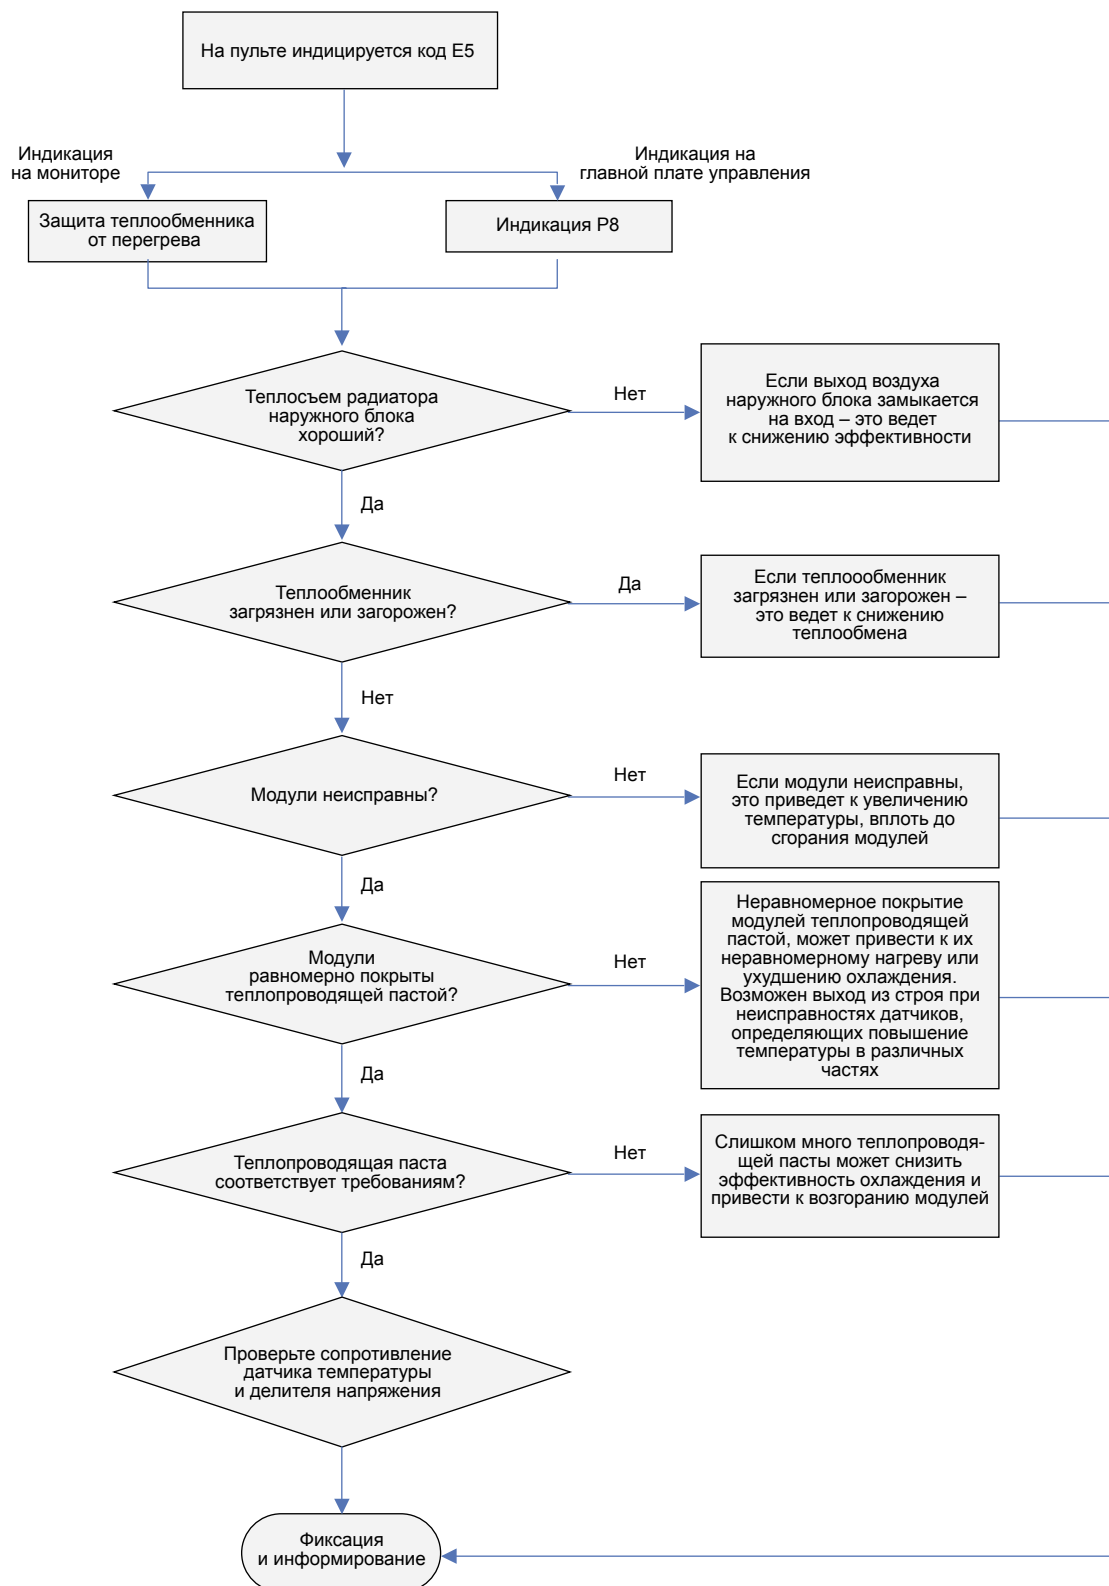 На пульте индицируется код E5
Индикация
на мониторе
Индикация на
главной плате управления
Защита теплообменника
от перегрева
Индикация P8
Теплосъем радиатора
наружного блока
хороший?
Нет
Если выход воздуха
наружного блока замыкается
на вход – это ведет
к снижению эффективности
Да
Теплообменник
загрязнен или загорожен?
Да
Если теплоообменник
загрязнен или загорожен –
это ведет к снижению
теплообмена
Нет
Модули неисправны?
Нет
Если модули неисправны,
это приведет к увеличению
температуры, вплоть до
сгорания модулей
Да
Модули
равномерно покрыты
теплопроводящей пастой?
Нет
Неравномерное покрытие
модулей теплопроводящей
пастой, может привести к их
неравномерному нагреву или
ухудшению охлаждения.
Возможен выход из строя при
неисправностях датчиков,
определяющих повышение
температуры в различных
частях
Да
Теплопроводящая паста
соответствует требованиям?
Нет
Слишком много теплопроводя-
щей пасты может снизить
эффективность охлаждения и
привести к возгоранию модулей
Да
Проверьте сопротивление
датчика температуры
и делителя напряжения
Фиксация
и информирование